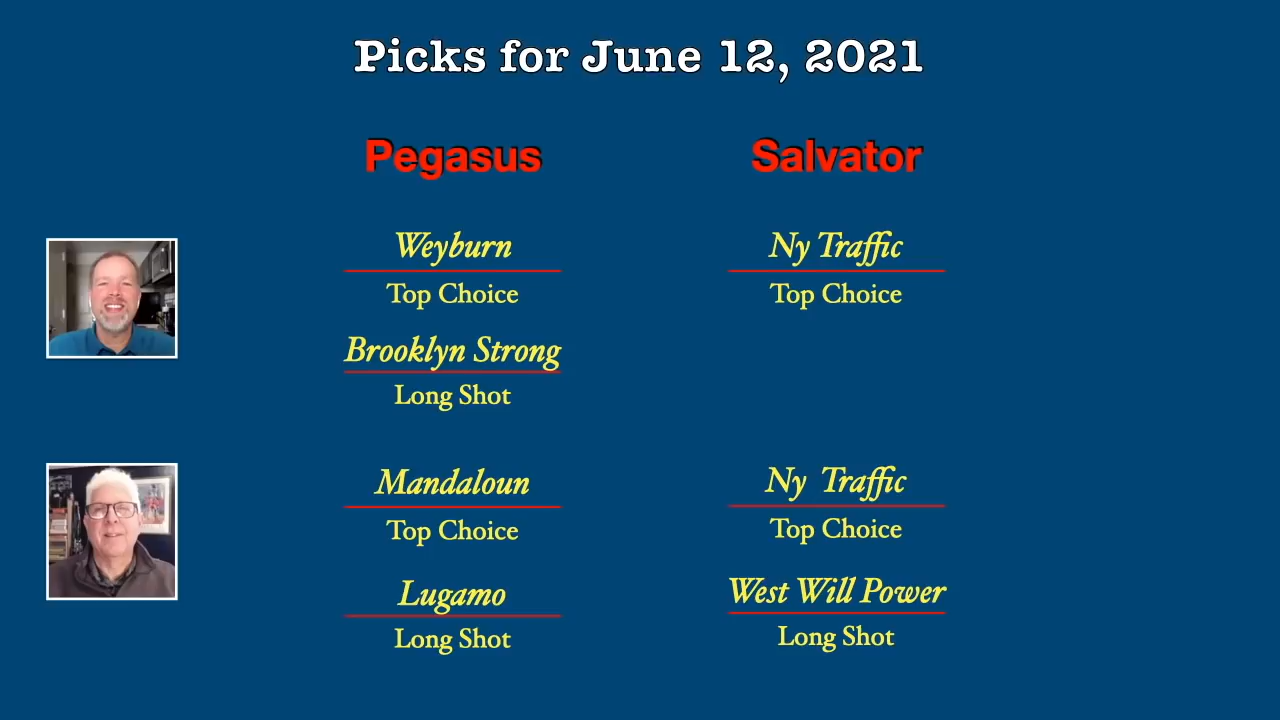 Picks for June 12, 2021
Pegasus Salvator
Weyburn Ny Traffic
Top Choice Top Choice
Brooklyn Strong
Long Shot
Mandaloun Ny Traffic
Top Choice Top Choice
Lugamo West Will Power
Long Shot Long Shot